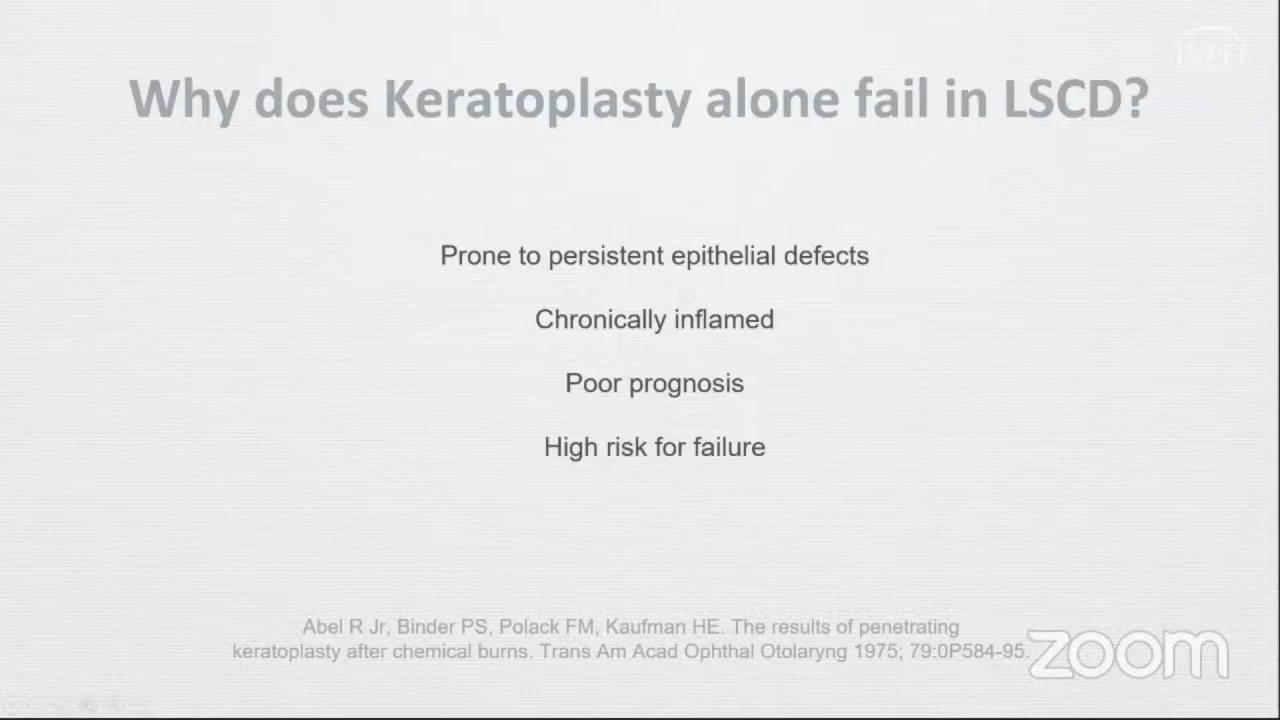 Why does Keratoplasty alone fail in LSCD?
Prone to persistent epithelial defects
Chronically inflamed
Poor prognosis
High risk for failure
Abel R Jr, Binder PS, Polack FM, Kaufman HE. The results of penetrating
keratoplasty after chemical burns. Trans Am Acad Ophthal Otolaryng 1975; 79:0P584-95.
zoom